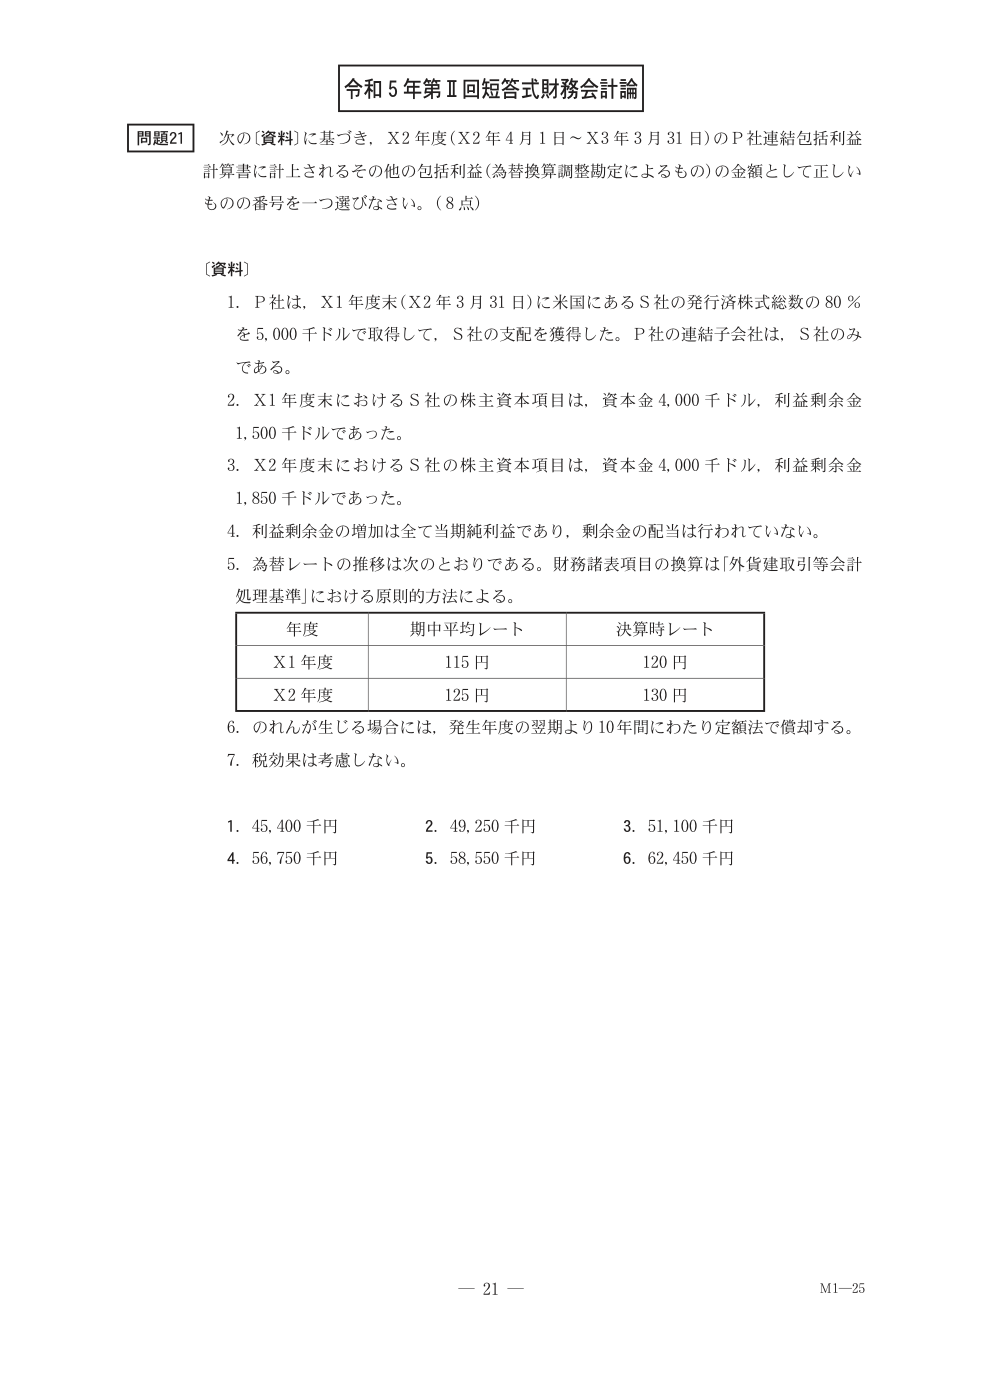 令和5年第Ⅱ回短答式財務会計論
問題21 次の〔資料〕に基づき，X2年度(X2年4月1日～X3年3月31日)のP社連結包括利益
計算書に計上されるその他の包括利益(為替換算調整勘定によるもの)の金額として正しい
ものの番号を一つ選びなさい。(8点)
〔資料〕
1. P社は，X1年度末(X2年3月31日)に米国にあるS社の発行済株式総数の80％
を5,000千ドルで取得して，S社の支配を獲得した。P社の連結子会社は，S社のみ
である。
2. X1年度末におけるS社の株主資本項目は，資本金4,000千ドル，利益剰余金
1,500千ドルであった。
3. X2年度末におけるS社の株主資本項目は，資本金4,000千ドル，利益剰余金
1,850千ドルであった。
4. 利益剰余金の増加は全て当期純利益であり，剰余金の配当は行われていない。
5. 為替レートの推移は次のとおりである。財務諸表項目の換算は「外貨建取引等会計
処理基準」における原則的方法による。
年度 期中平均レート 決算時レート
X1年度 115円 120円
X2年度 125円 130円
6. のれんが生じる場合には，発生年度の翌期より10年間にわたり定額法で償却する。
7. 税効果は考慮しない。
1. 45,400千円 2. 49,250千円 3. 51,100千円
4. 56,750千円 5. 58,550千円 6. 62,450千円
― 21 ― M1―25